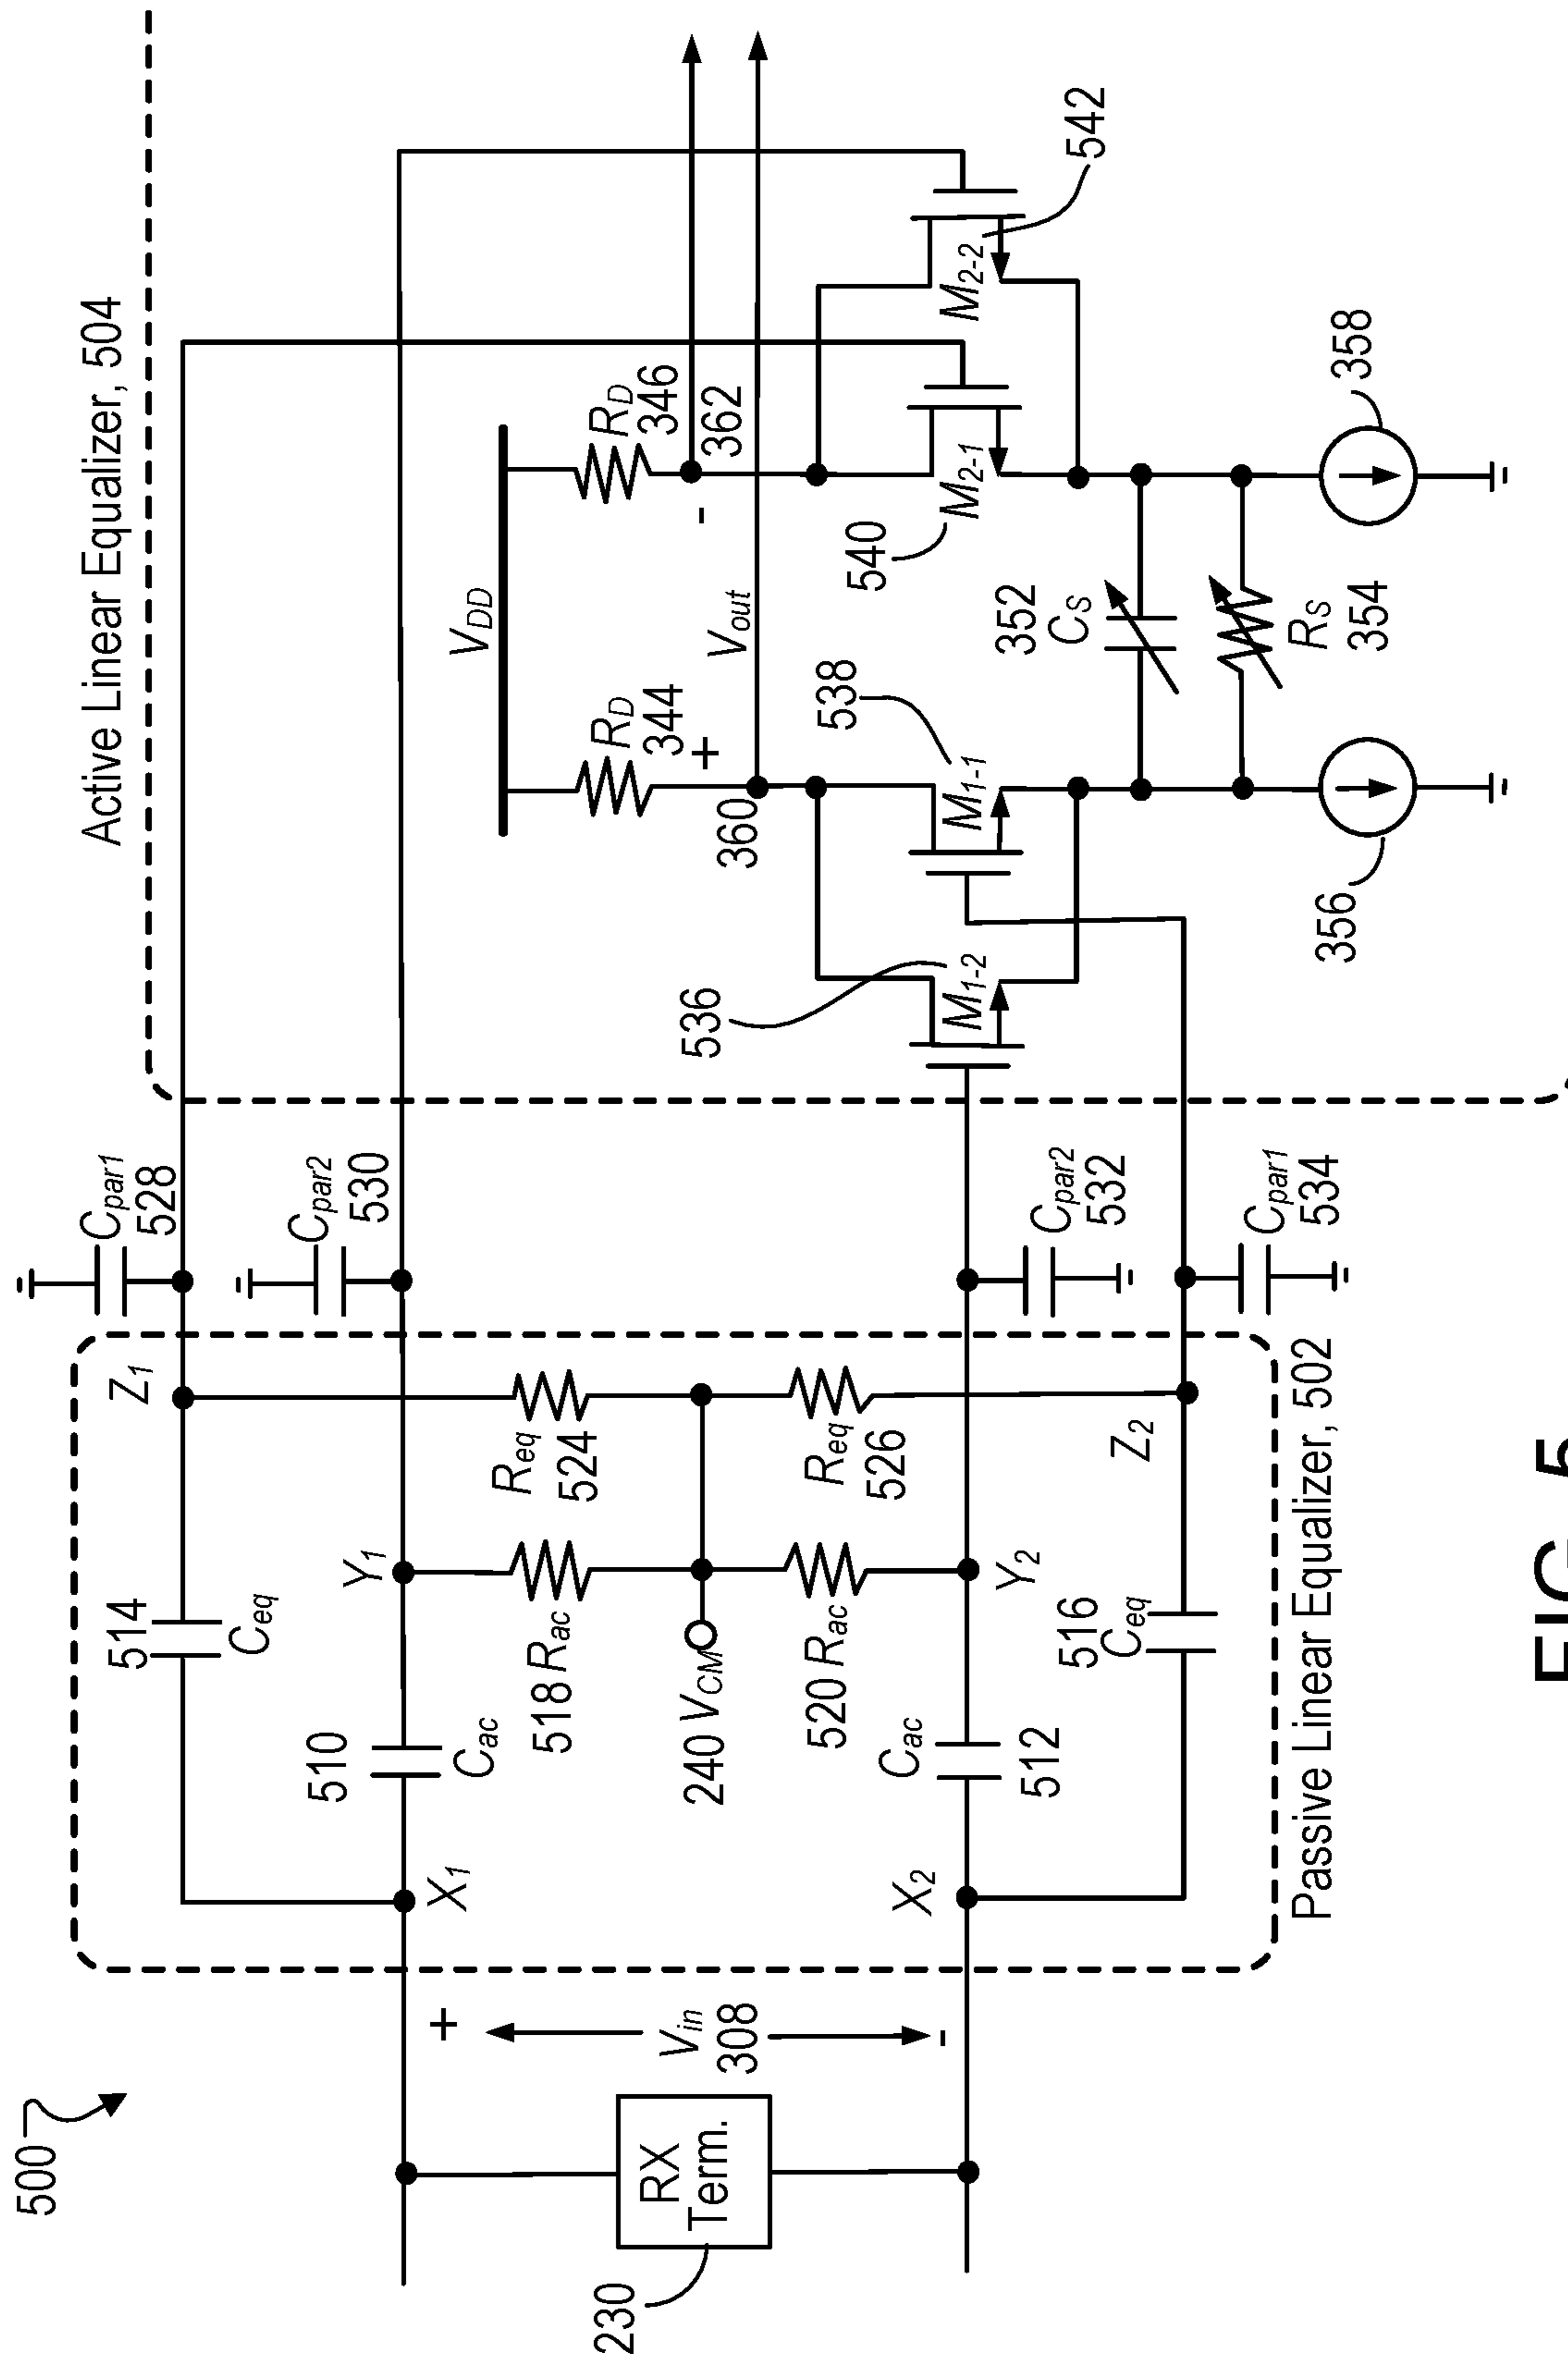 500
Active Linear Equalizer, 504
Cpar1
528
Z1
514
Ceq
Cpar2
530
Y1
510
Cac
X1
Req
524
518 Rac
240 VCM
Req
526
520 Rac
Cac
512
Y2
X2
516
Ceq
Z2
Cpar2
532
Cpar1
534
Passive Linear Equalizer, 502
+
Vin
308
-
RX
Term.
230
VDD
RD
344
RD
346
+
360
-
362
Vout
536
M1-2
538
M1-1
540
M2-1
M2-2
542
352
CS
RS
354
356
358